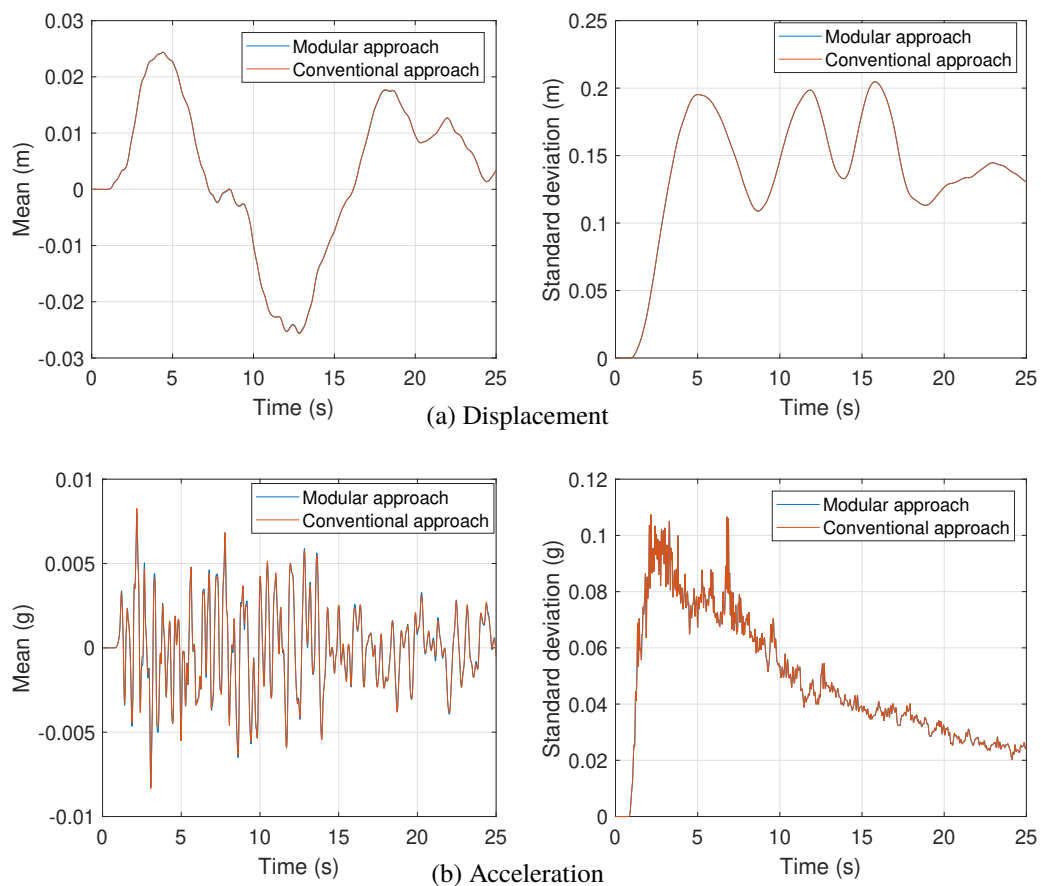 0.03
0.02
0.01
0
-0.01
-0.02
-0.03
Mean (m)
Modular approach
Conventional approach
0 5 10 15 20 25
Time (s)
0.25
0.2
0.15
0.1
0.05
0
Standard deviation (m)
Modular approach
Conventional approach
0 5 10 15 20 25
Time (s)
(a) Displacement
0.01
0.005
0
-0.005
-0.01
Mean (g)
Modular approach
Conventional approach
0 5 10 15 20 25
Time (s)
0.12
0.1
0.08
0.06
0.04
0.02
0
Standard deviation (g)
Modular approach
Conventional approach
0 5 10 15 20 25
Time (s)
(b) Acceleration